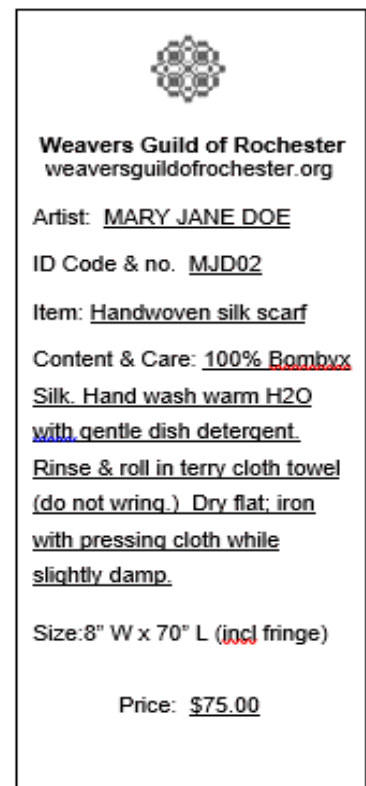 Weavers Guild of Rochester
weaversguildofrochester.org
Artist: MARY JANE DOE
ID Code & no. MJD02
Item: Handwoven silk scarf
Content & Care: 100% Bombyx
Silk. Hand wash warm H2O
with gentle dish detergent.
Rinse & roll in terry cloth towel
(do not wring.) Dry flat; iron
with pressing cloth while
slightly damp.
Size:8” W x 70” L (incl fringe)
Price: $75.00